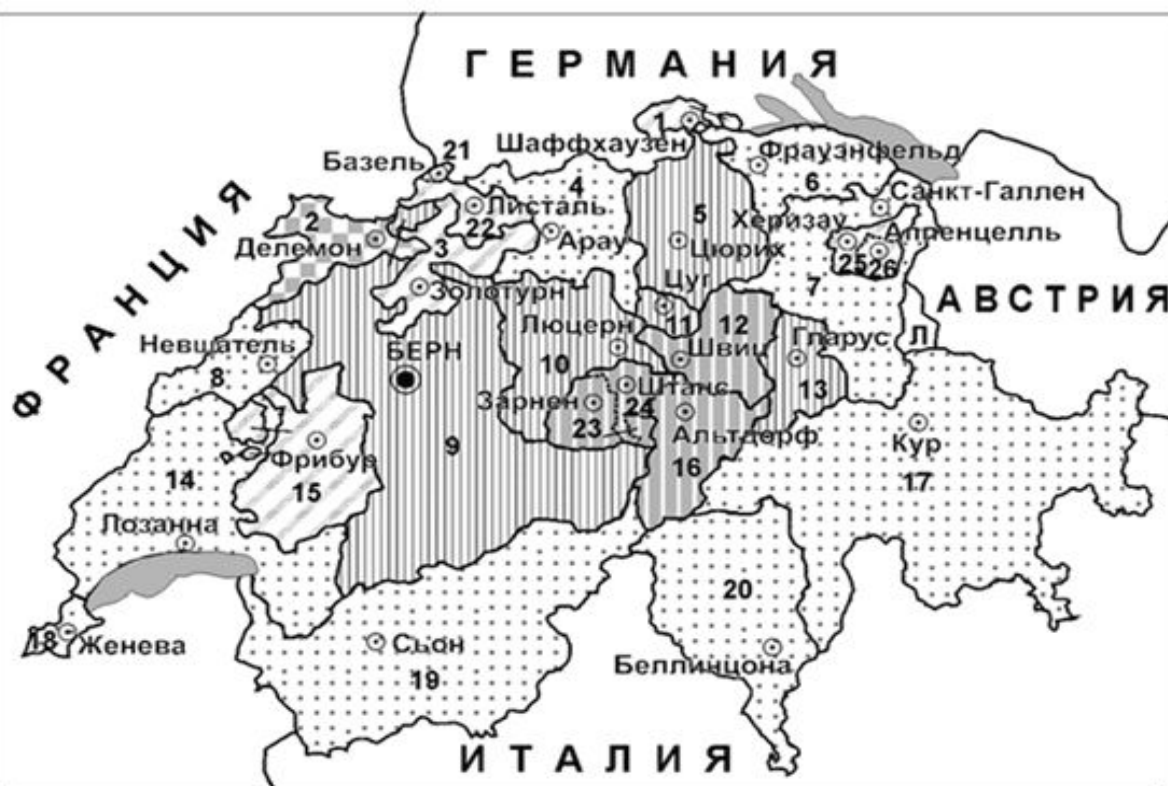 ГЕРМАНИЯ
1
Шаффхаузен
21
Базель
Фрауэнфельд
4
6
Санкт-Галлен
2
22
Листаль
5
Херизау
Делемон
3
Арау
Цюрих
Аппенцелль
25
26
ФРАНЦИЯ
Золотурн
Цуг
7
АВСТРИЯ
11
12
Люцерн
Невшатель
БЕРН
10
Швиц
Гларус
Л
8
Штанс
13
Зарнен
24
23
Альтдорф
9
Кур
Фрибур
16
14
15
17
Лозанна
20
18
Женева
Сьон
Беллинцона
19
ИТАЛИЯ